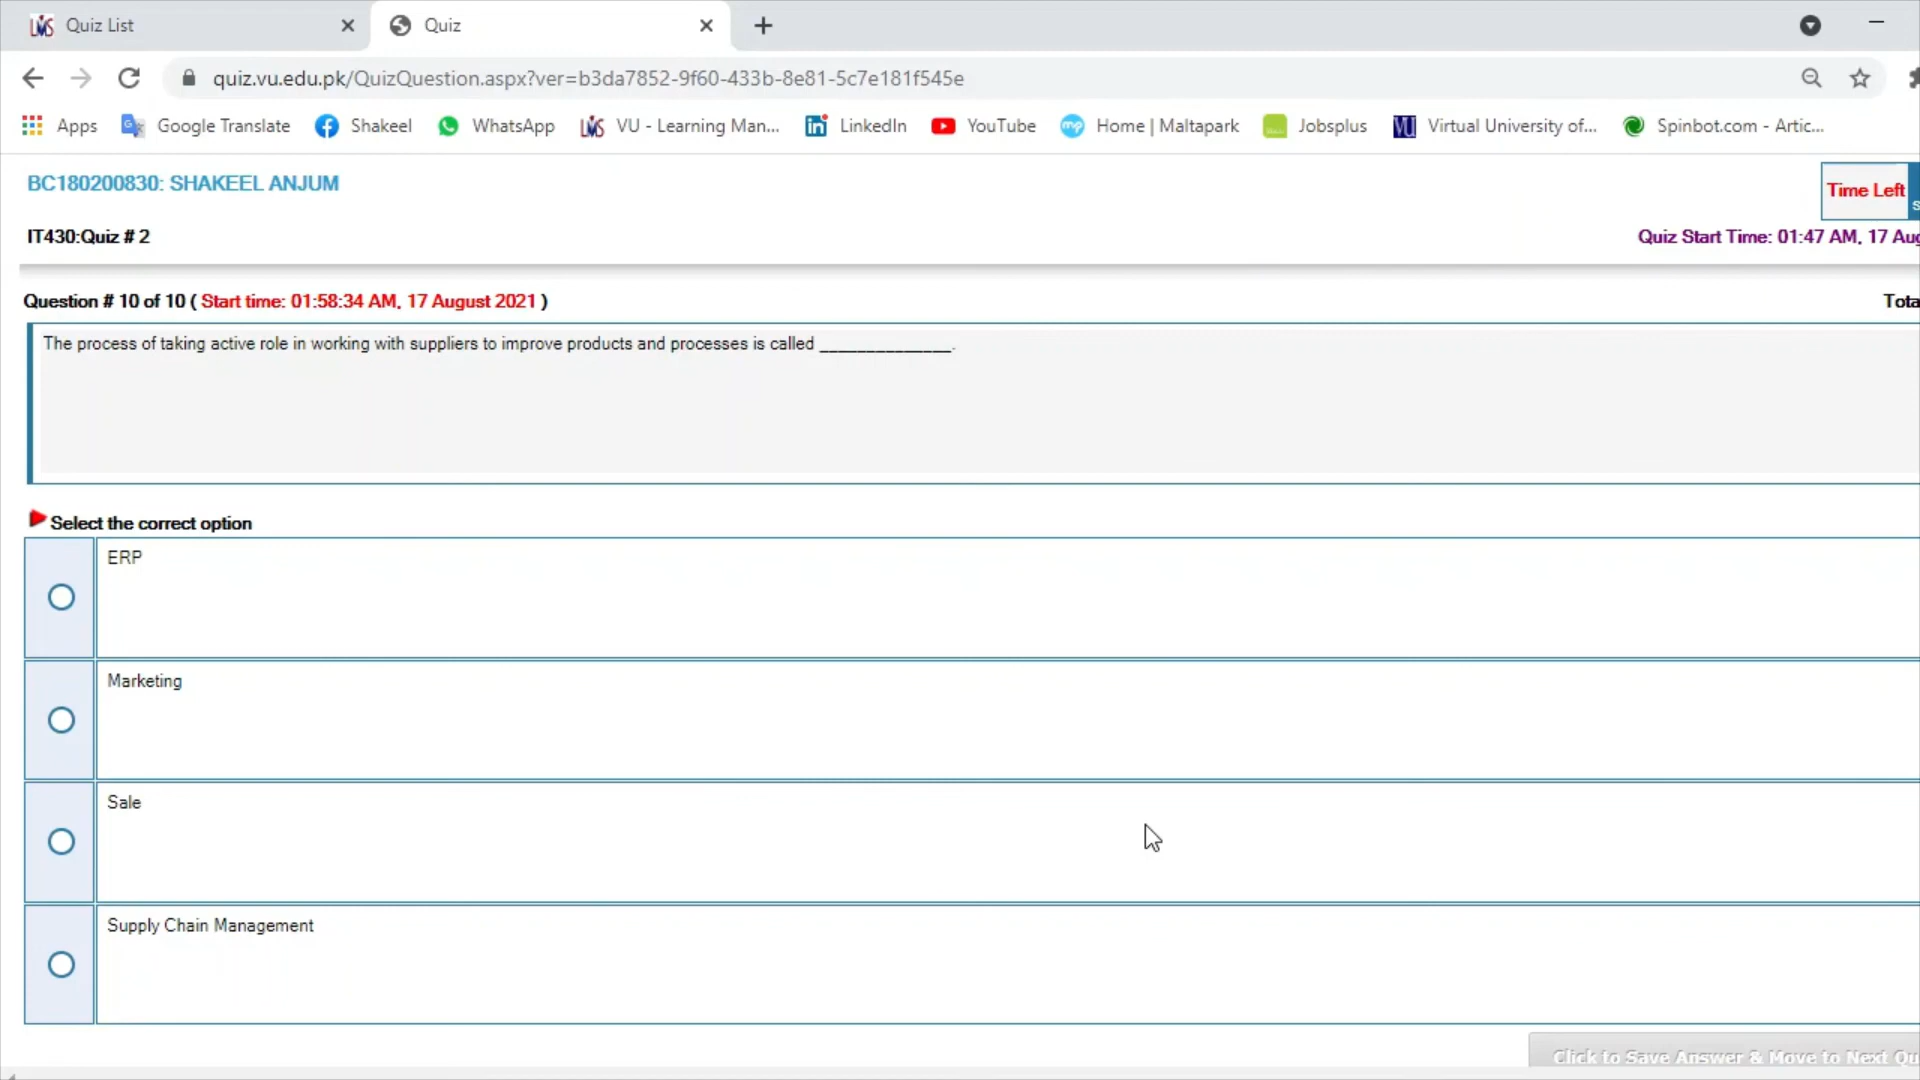 Quiz List
Quiz
quiz.vu.edu.pk/QuizQuestion.aspx?ver=b3da7852-9f60-433b-8e81-5c7e181f545e
Apps Google Translate Shakeel WhatsApp VU - Learning Man... LinkedIn YouTube Home | Maltapark Jobsplus Virtual University of... Spinbot.com - Artic...
BC180200830: SHAKEEL ANJUM
Time Left
IT430:Quiz # 2
Quiz Start Time: 01:47 AM, 17 Aug
Question # 10 of 10 ( Start time: 01:58:34 AM, 17 August 2021 )
Tota
The process of taking active role in working with suppliers to improve products and processes is called ______________.
Select the correct option
ERP
Marketing
Sale
Supply Chain Management
Click to Save Answer & Move to Next Qu